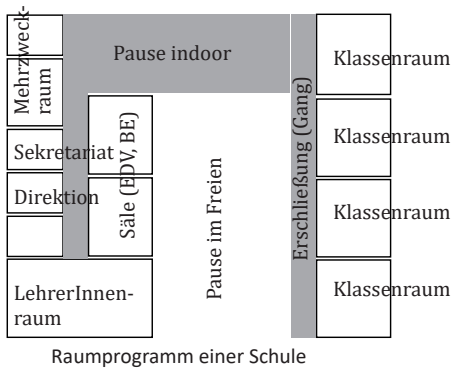 Mehrzweck-
raum
Pause indoor
Klassenraum
Klassenraum
Sekretariat
Direktion
Säle (EDV, BE)
Pause im Freien
Erschließung (Gang)
Klassenraum
LehrerInnen-
raum
Klassenraum
Raumprogramm einer Schule